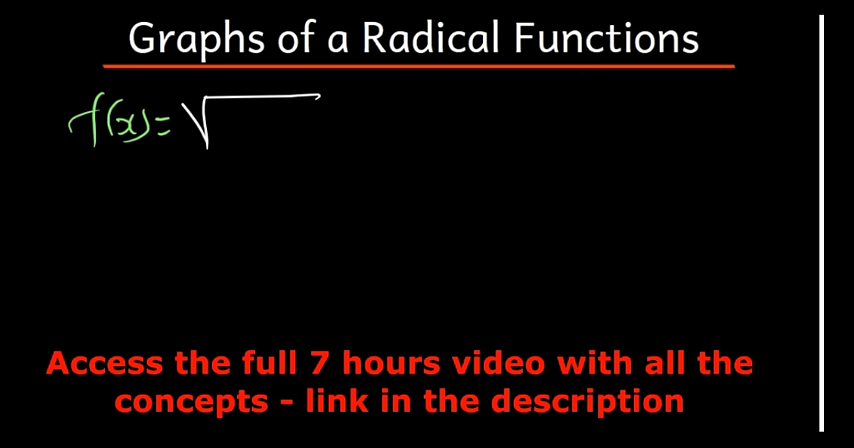 Graphs of a Radical Functions
f(x)=√
Access the full 7 hours video with all the
concepts - link in the description